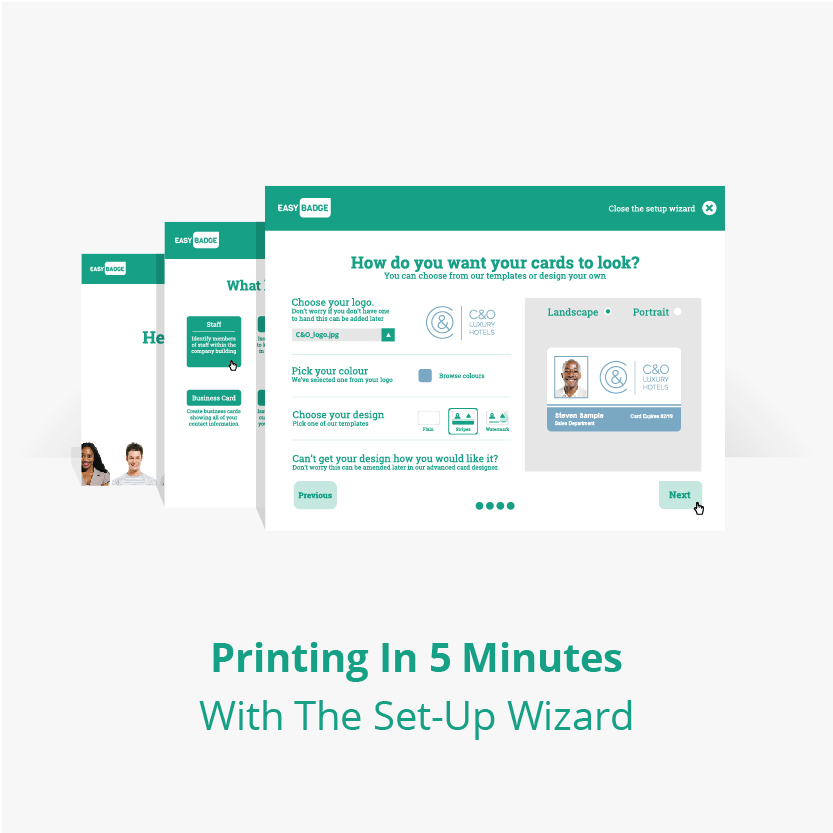 EASY BADGE
He
EASY BADGE
What
Staff
Identify members
of staff within the
company building
Business Card
Create business cards
showing all of your
contact information
EASY BADGE
Close the setup wizard
How do you want your cards to look?
You can choose from our templates or design your own
Choose your logo.
Don't worry if you don't have one
to hand this can be added later
C&O_logo.jpg
& C&O
LUXURY
HOTELS
Pick your colour
We've selected one from your logo
Browse colours
Choose your design
Pick one of our templates
Plain
Stripes
Watermark
Can't get your design how you would like it?
Don't worry this can be amended later in our advanced card designer
Landscape
Portrait
& C&O
LUXURY
HOTELS
Steven Sample
Sales Department
Card Expires 02/19
Previous
Next
Printing In 5 Minutes
With The Set-Up Wizard